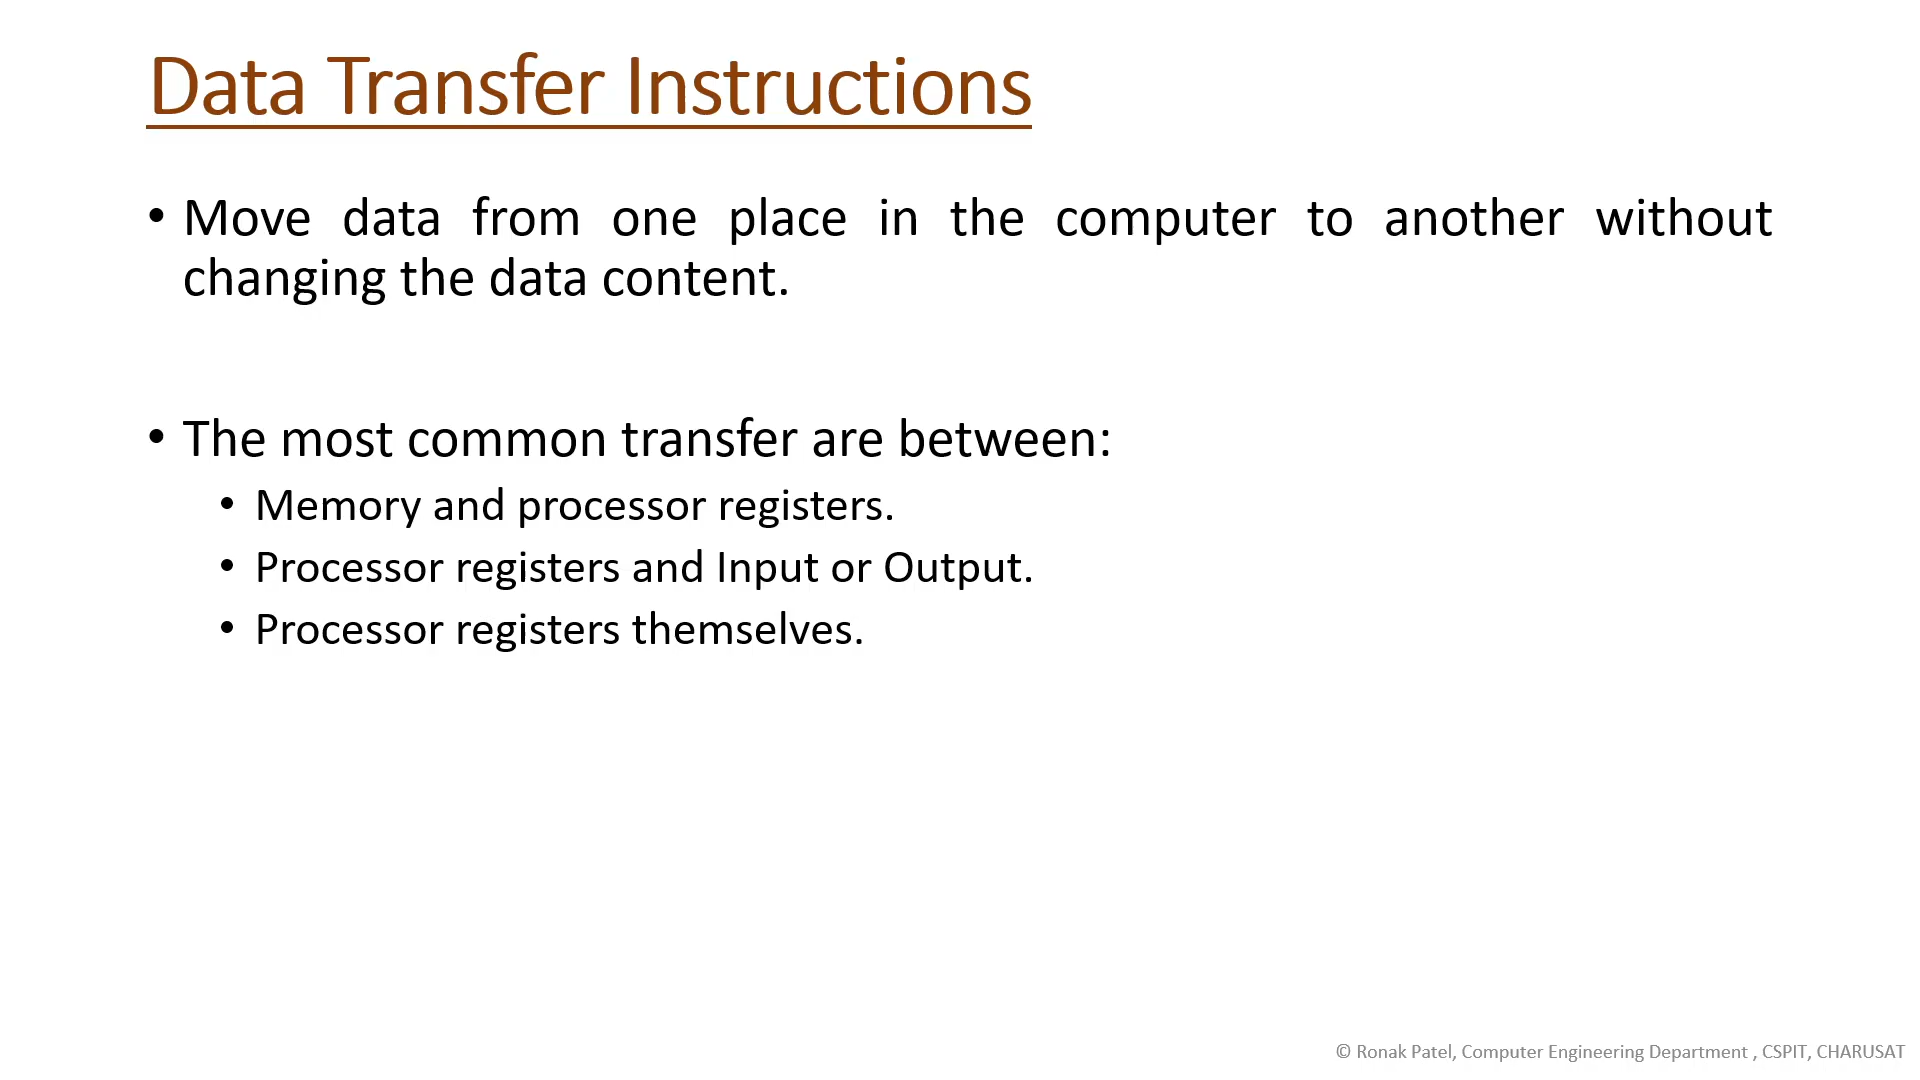 Data Transfer Instructions
• Move data from one place in the computer to another without
changing the data content.
• The most common transfer are between:
• Memory and processor registers.
• Processor registers and Input or Output.
• Processor registers themselves.
© Ronak Patel, Computer Engineering Department , CSPIT, CHARUSAT